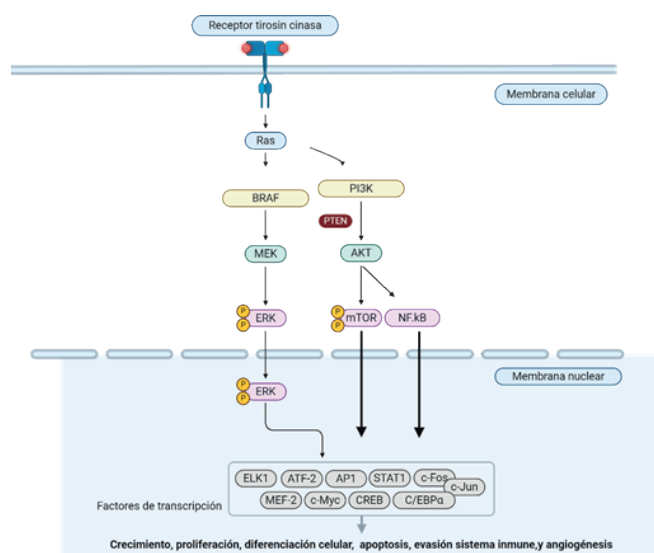 Receptor tirosin cinasa
Membrana celular
Ras
BRAF
PI3K
PTEN
MEK
AKT
P
P
ERK
P
P
mTOR
NF.kB
Membrana nuclear
P
P
ERK
ELK1
ATF-2
AP1
STAT1
c-Fos
c-Jun
MEF-2
c-Myc
CREB
C/EBPα
Factores de transcripción
Crecimiento, proliferación, diferenciación celular, apoptosis, evasión sistema inmune,y angiogénesis